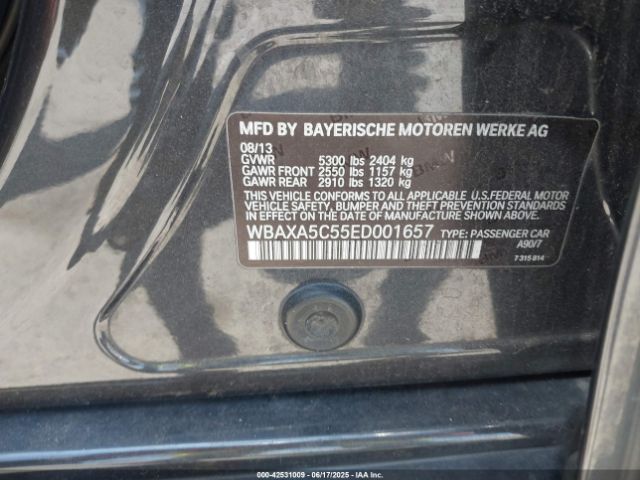 MFD BY BAYERISCHE MOTOREN WERKE AG
08/13
GVWR 5300 lbs 2404 kg
GAWR FRONT 2550 lbs 1157 kg
GAWR REAR 2910 lbs 1320 kg
THIS VEHICLE CONFORMS TO ALL APPLICABLE U.S.FEDERAL MOTOR
VEHICLE SAFETY, BUMPER AND THEFT PREVENTION STANDARDS
IN EFFECT ON THE DATE OF MANUFACTURE SHOWN ABOVE.
WBAXA5C55ED001657 TYPE: PASSENGER CAR
A90/7
7 315 814
00-42531009 | 06/17/2025 | IAA Inc.